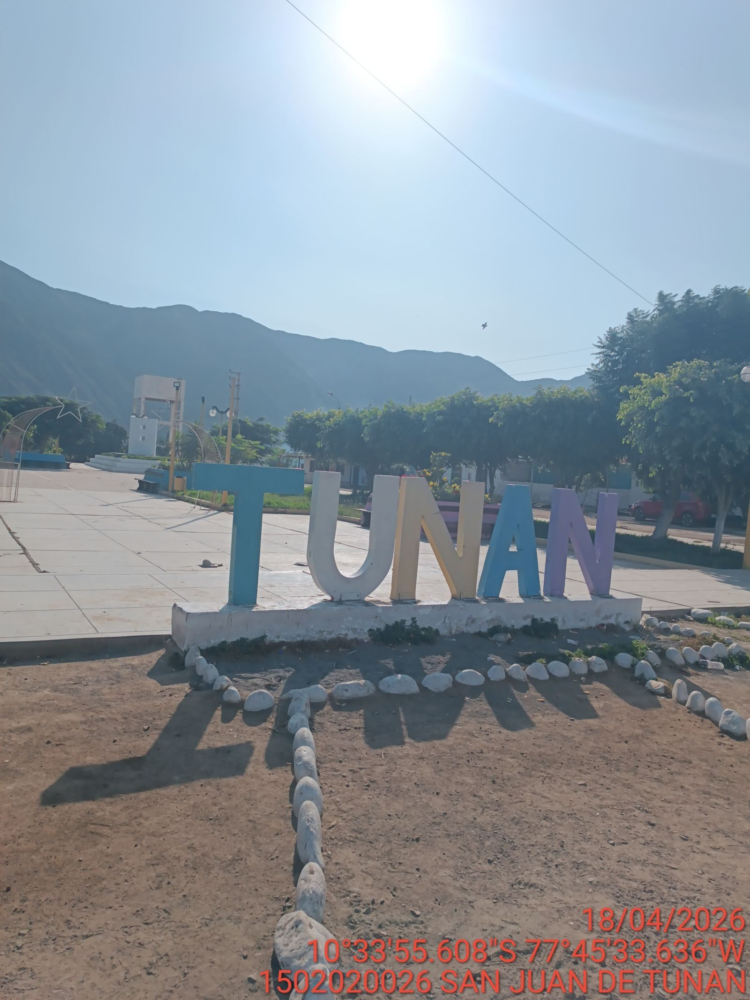 TUNAN
18/04/2026
10°33'55.608"S 77°45'33.636"W
1502020026 SAN JUAN DE TUNAN